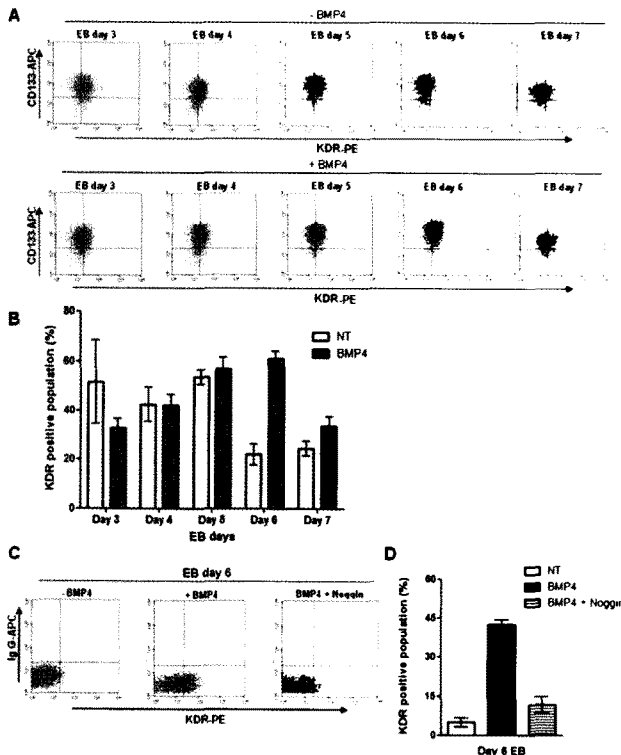 A
- BMP4
EB day 3 EB day 4 EB day 5 EB day 6 EB day 7
CD133-APC
KDR-PE
+ BMP4
EB day 3 EB day 4 EB day 5 EB day 6 EB day 7
CD133-APC
KDR-PE
B
KDR positive population (%)
80
60
40
20
0
NT
BMP4
Day 3 Day 4 Day 5 Day 6 Day 7
EB days
C
EB day 6
- BMP4 + BMP4 BMP4 + Noggin
Ig G-APC
KDR-PE
D
NT
BMP4
BMP4 + Noggin
KDR positive population (%)
60
45
30
15
0
Day 6 EB